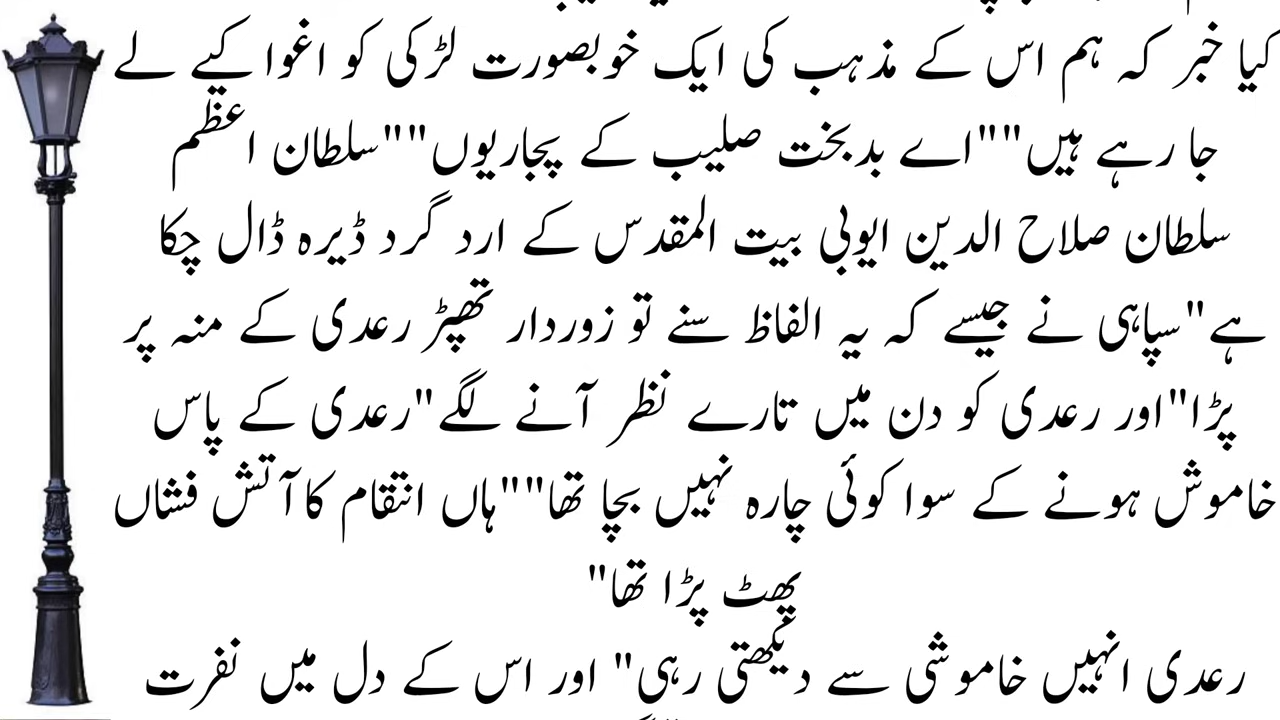 کیا خبر کہ ہم اس کے مذہب کی ایک خوبصورت لڑکی کو اغوا کیے لے
جا رہے ہیں""اے بدبخت صلیب کے پجاریوں""سلطان اعظم
سلطان صلاح الدین ایوبی بیت المقدس کے ارد گرد ڈیرہ ڈال چکا
ہے"سپاہی نے جیسے کہ یہ الفاظ سنے تو زوردار تھپڑ رعدی کے منہ پر
پڑا"اور رعدی کو دن میں تارے نظر آنے لگے"رعدی کے پاس
خاموش ہونے کے سوا کوئی چارہ نہیں بچا تھا""ہاں انتقام کا آتش فشاں
پھٹ پڑا تھا"
رعدی انہیں خاموشی سے دیکھتی رہی" اور اس کے دل میں نفرت